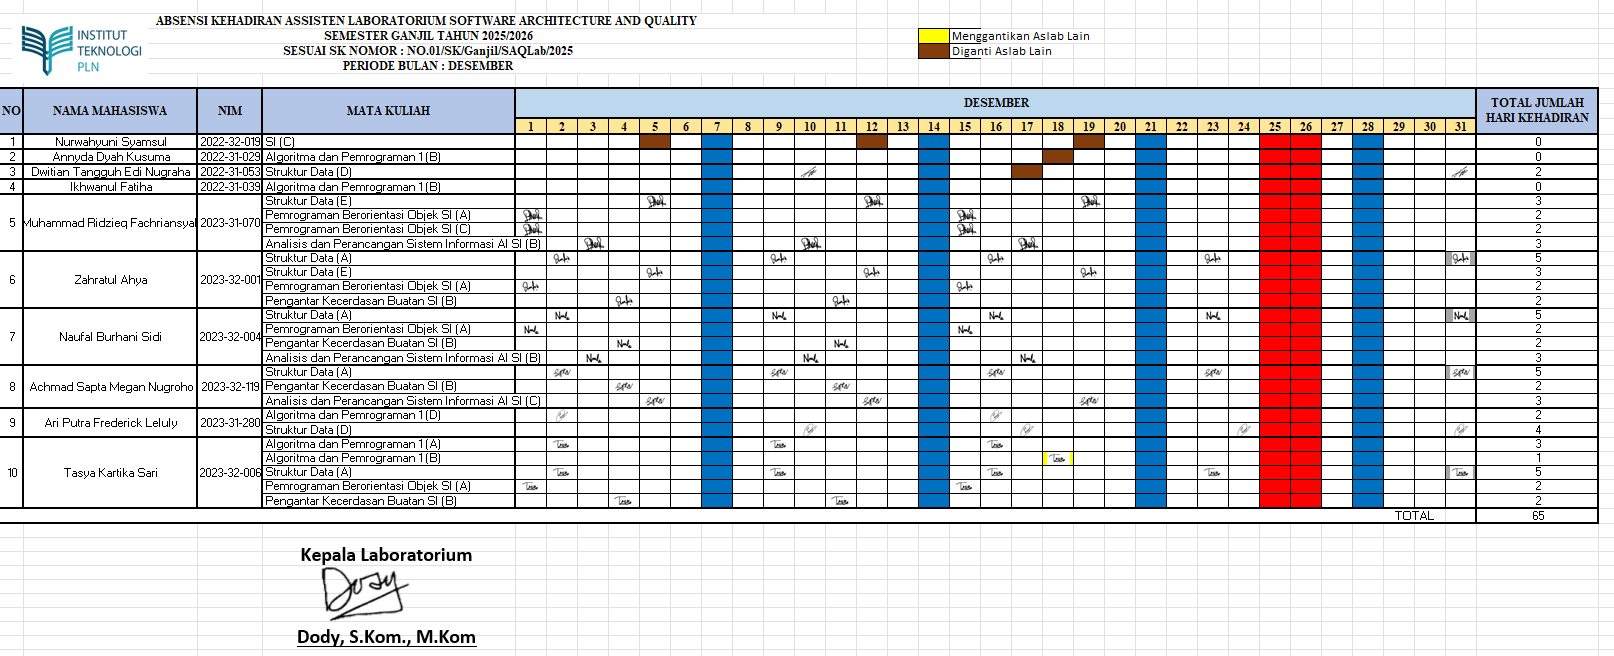 INSTITUT
TEKNOLOGI
PLN
ABSENSI KEHADIRAN ASSISTEN LABORATORIUM SOFTWARE ARCHITECTURE AND QUALITY
SEMESTER GANJIL TAHUN 2025/2026
SESUAI SK NOMOR : NO.01/SK/Ganjil/SAQLab/2025
PERIODE BULAN : DESEMBER
Menggantikan Aslab Lain
Diganti Aslab Lain
NO NAMA MAHASISWA NIM MATA KULIAH DESEMBER TOTAL JUMLAH HARI KEHADIRAN
1 2 3 4 5 6 7 8 9 10 11 12 13 14 15 16 17 18 19 20 21 22 23 24 25 26 27 28 29 30 31
1 Nurwahyuni Syamsul 2022-32-019 SI (C) 0
2 Annyda Dyah Kusuma 2022-31-029 Algoritma dan Pemrograman 1 (B) 0
3 Dwitian Tangguh Edi Nugraha 2022-31-053 Struktur Data (D) 2
4 Ikhwanul Fatiha 2022-31-039 Algoritma dan Pemrograman 1 (B) 0
5 Muhammad Ridzieq Fachriansyal 2023-31-070 Struktur Data (E) 3
Pemrograman Berorientasi Objek SI (A) 2
Pemrograman Berorientasi Objek SI (C) 2
Analisis dan Perancangan Sistem Informasi AI SI (B) 3
6 Zahratul Ahya 2023-32-001 Struktur Data (A) 5
Struktur Data (E) 3
Pemrograman Berorientasi Objek SI (A) 2
Pengantar Kecerdasan Buatan SI (B) 2
7 Naufal Burhani Sidi 2023-32-004 Struktur Data (A) 5
Pemrograman Berorientasi Objek SI (A) 2
Pengantar Kecerdasan Buatan SI (B) 2
Analisis dan Perancangan Sistem Informasi AI SI (B) 3
8 Achmad Sapta Megan Nugroho 2023-32-119 Struktur Data (A) 5
Pengantar Kecerdasan Buatan SI (B) 2
Analisis dan Perancangan Sistem Informasi AI SI (C) 3
9 Ari Putra Frederick Leluly 2023-31-280 Algoritma dan Pemrograman 1 (D) 2
Struktur Data (D) 4
10 Tasya Kartika Sari 2023-32-006 Algoritma dan Pemrograman 1 (A) 3
Algoritma dan Pemrograman 1 (B) 1
Struktur Data (A) 5
Pemrograman Berorientasi Objek SI (A) 2
Pengantar Kecerdasan Buatan SI (B) 2
TOTAL 65
Kepala Laboratorium
Dody
Dody, S.Kom., M.Kom